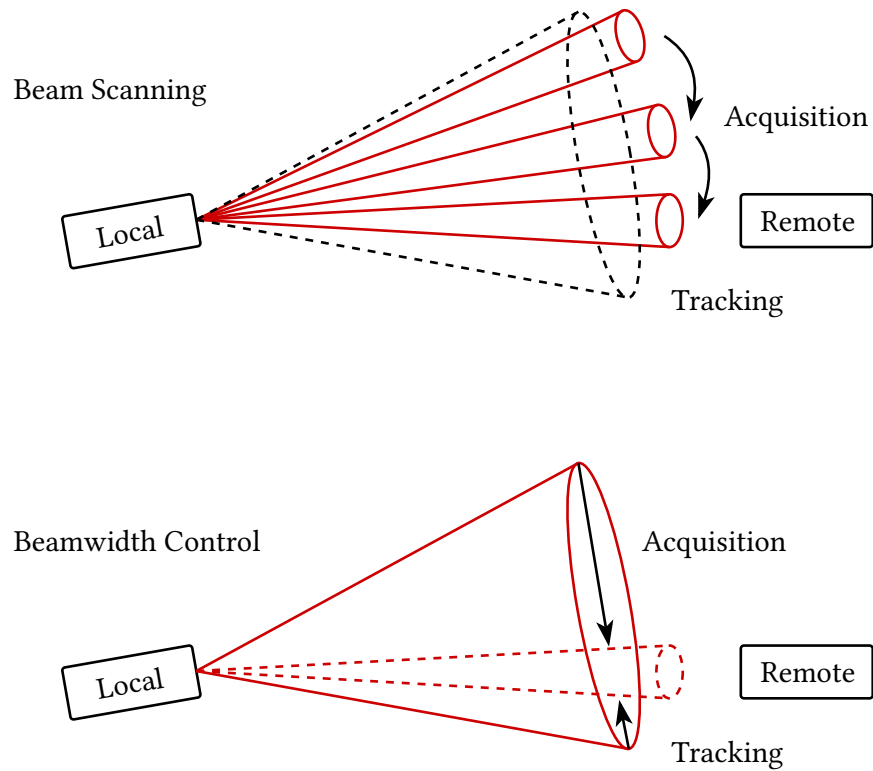 Beam Scanning
Acquisition
Local
Remote
Tracking
Beamwidth Control
Acquisition
Local
Remote
Tracking